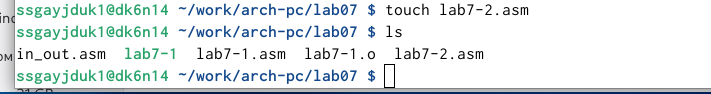 ssgayjduk1@dk6n14 ~/work/arch-pc/lab07 $ touch lab7-2.asm
ssgayjduk1@dk6n14 ~/work/arch-pc/lab07 $ ls
in_out.asm  lab7-1  lab7-1.asm  lab7-1.o  lab7-2.asm
ssgayjduk1@dk6n14 ~/work/arch-pc/lab07 $